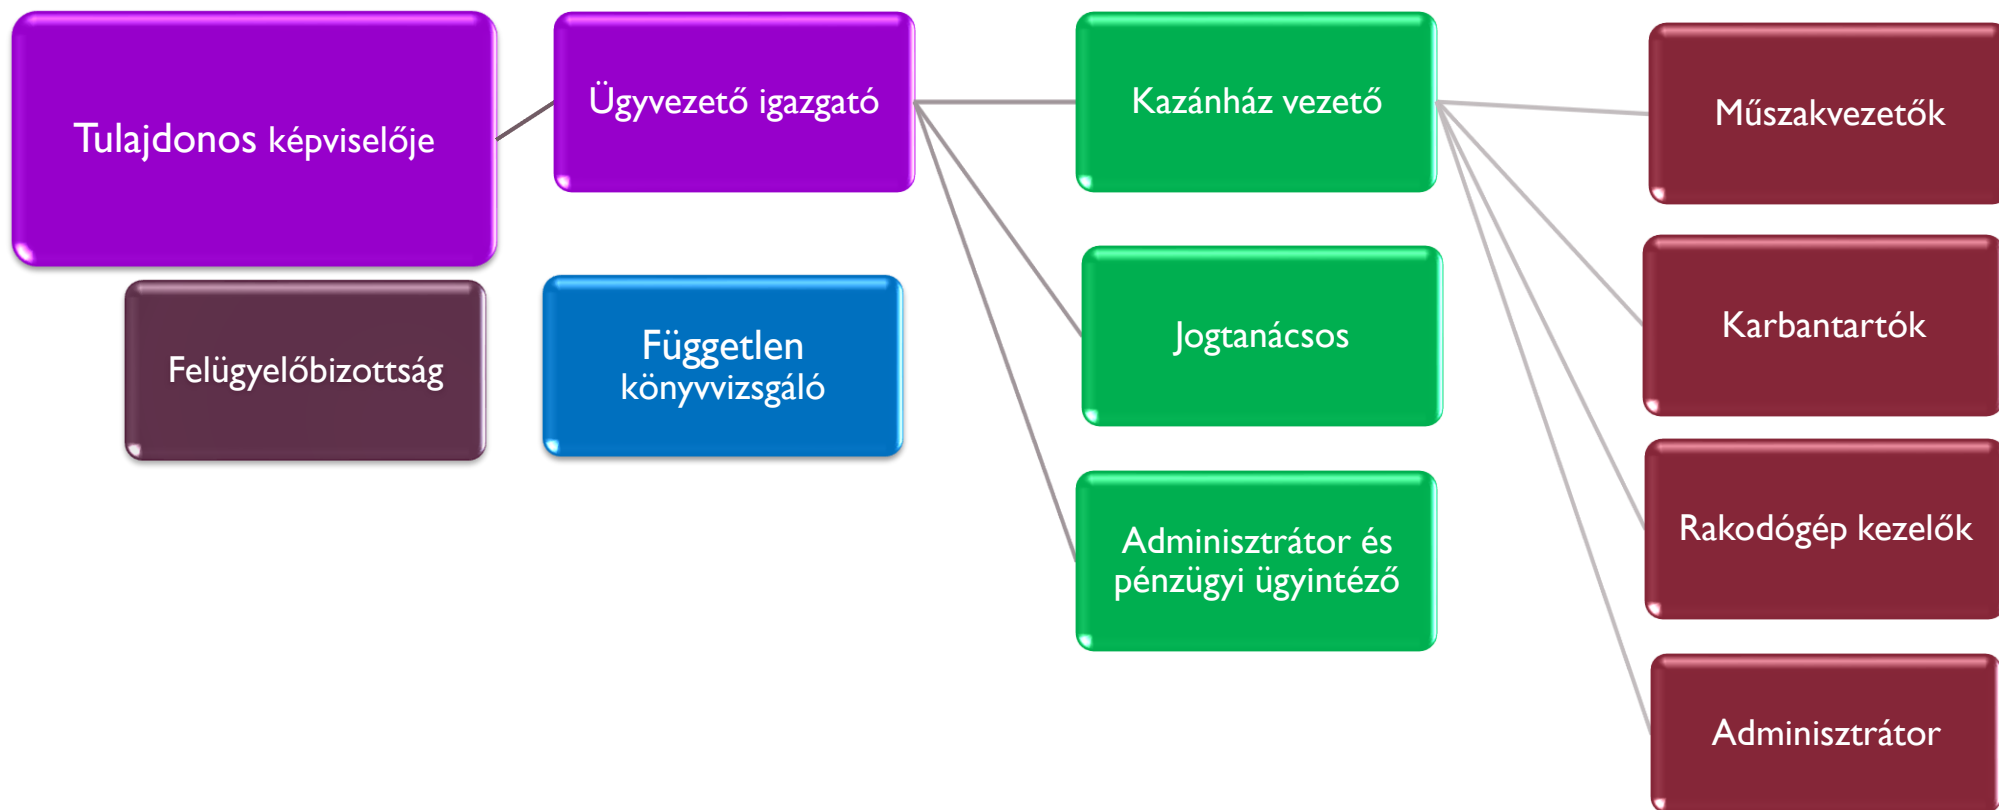 Tulajdonos képviselője
Ügyvezető igazgató
Kazánház vezető
Műszakvezetők
Felügyelőbizottság
Független
könyvvizsgáló
Jogtanácsos
Karbantartók
Adminisztrátor és
pénzügyi ügyintéző
Rakodógép kezelők
Adminisztrátor